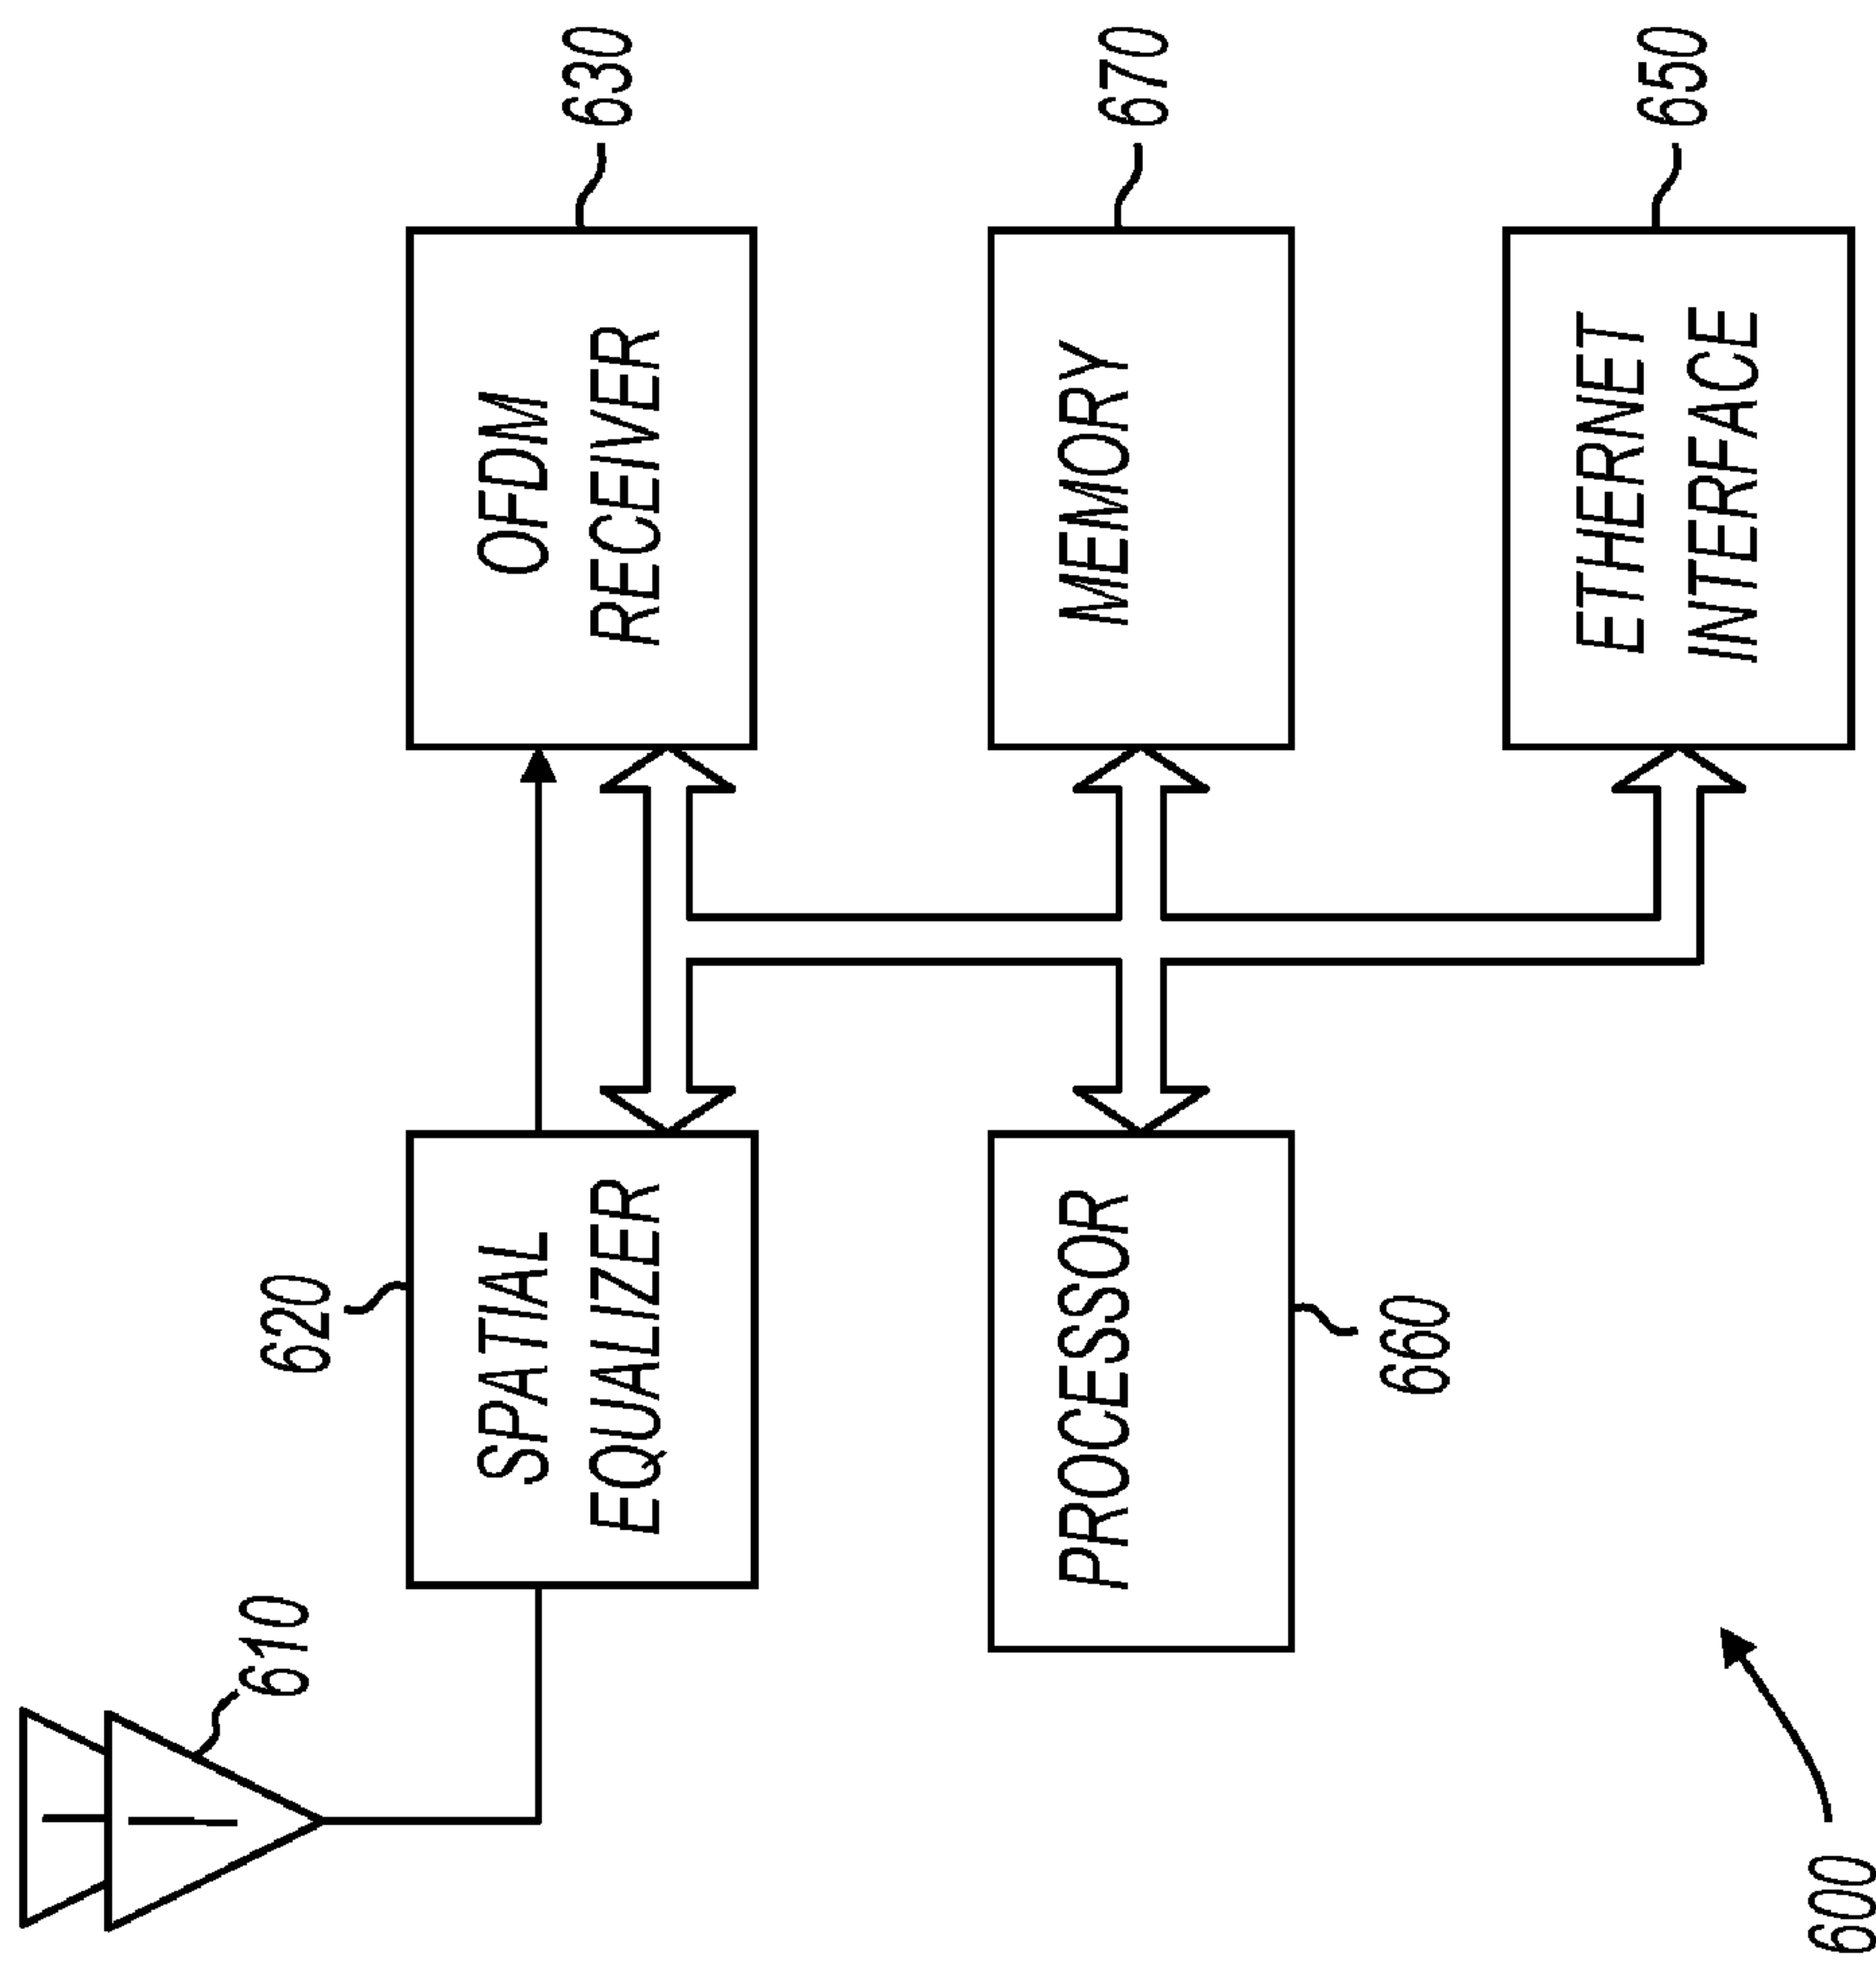 610
620
630
SPATIAL
EQUALIZER
OFDM
RECEIVER
PROCESSOR
660
MEMORY
670
ETHERNET
INTERFACE
650
600